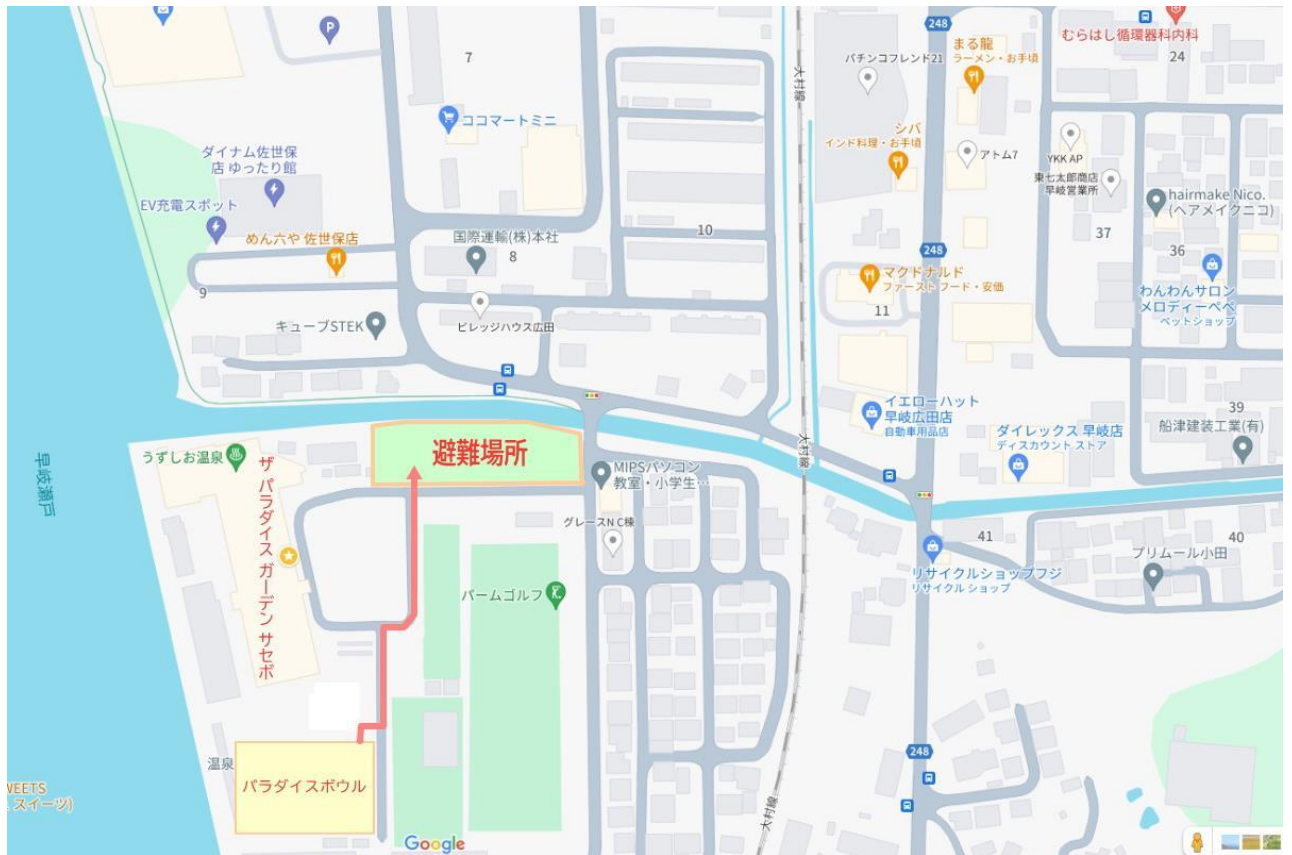 248
むらはし循環器科内科
24
7
まる龍
ラーメン・お手頃
パチンコフレンド21
大村線
ココマートミニ
シバ
インド料理・お手頃
アトム7
YKK AP
東七太郎商店
早岐営業所
ダイナム佐世保
店 ゆったり館
EV充電スポット
hairmake Nico.
(ヘアメイクニコ)
めん六や 佐世保店
国際運輸(株)本社
8
10
37
36
248
9
マクドナルド
ファースト フード・安価
11
わんわんサロン
メロディーペペ
ペットショップ
キューブSTEK
ビレッジハウス広田
イエローハット
早岐広田店
自動車用品店
39
船津建装工業(有)
ダイレックス 早岐店
ディスカウント ストア
うずしお温泉
避難場所
大村線
早岐瀬戸
ザ パラダイス ガーデン サセボ
MIPSパソコン
教室・小学生…
グレースN C棟
41
40
プリムール小田
リサイクルショップフジ
リサイクル ショップ
パームゴルフ
248
温泉
パラダイスボウル
WEETS
スイーツ)
大村線
Google